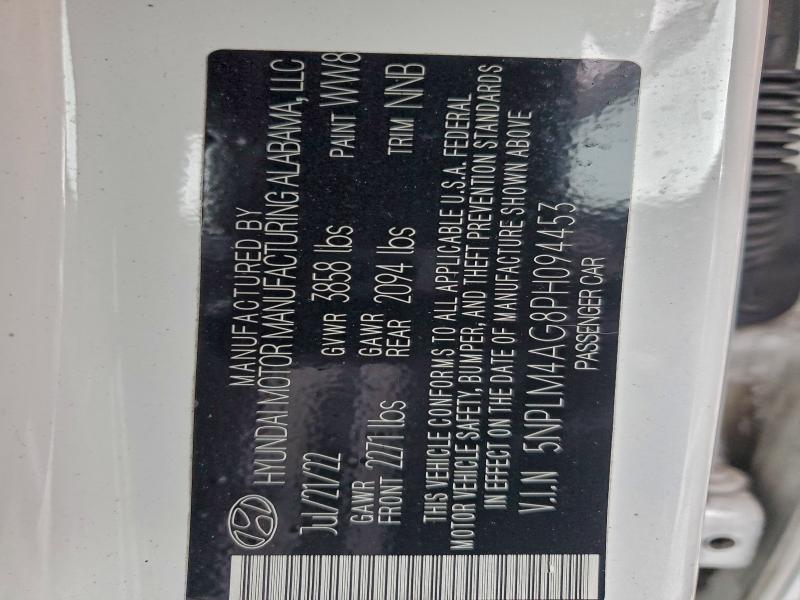 MANUFACTURED BY
HYUNDAI MOTOR MANUFACTURING ALABAMA, LLC
Jul/21/22 GVWR 3858 lbs PAINT WW8
GAWR GAWR
FRONT 2271 lbs REAR 2094 lbs TRIM NNB
THIS VEHICLE CONFORMS TO ALL APPLICABLE U.S.A. FEDERAL
MOTOR VEHICLE SAFETY, BUMPER, AND THEFT PREVENTION STANDARDS
IN EFFECT ON THE DATE OF MANUFACTURE SHOWN ABOVE
V.I.N 5NPLM4AG8PH094453
PASSENGER CAR